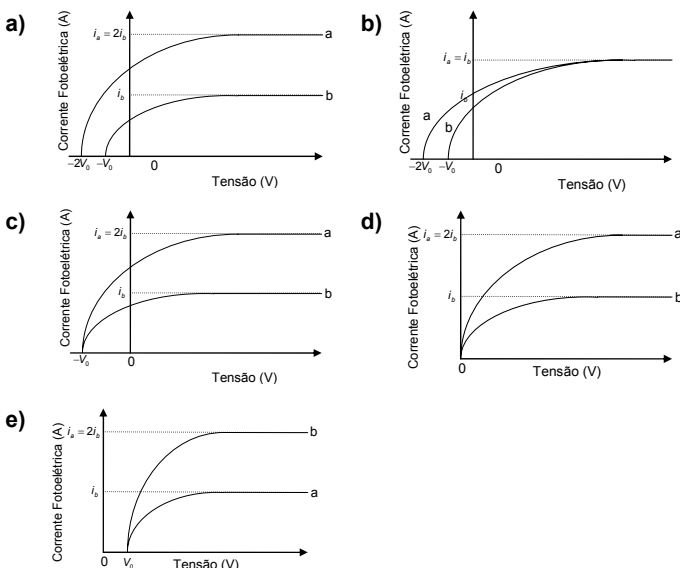 a)
Corrente Fotoelétrica (A)
i_a = 2i_b
a
i_b
b
−2V_0 −V_0 0
Tensão (V)
b)
Corrente Fotoelétrica (A)
i_a = i_b
i_b
a
b
−2V_0 −V_0 0
Tensão (V)
c)
Corrente Fotoelétrica (A)
i_a = 2i_b
a
i_b
b
−V_0 0
Tensão (V)
d)
Corrente Fotoelétrica (A)
i_a = 2i_b
a
i_b
b
0
Tensão (V)
e)
Corrente Fotoelétrica (A)
i_a = 2i_b
b
i_b
a
0 V_0 Tensão (V)